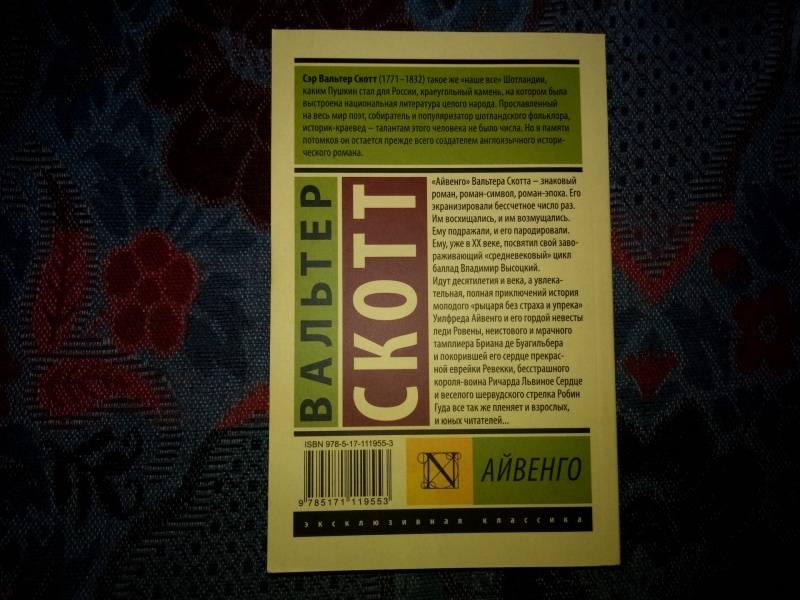 Сэр Вальтер Скотт (1771–1832) такое же «наше все» Шотландии,
каким Пушкин стал для России, краеугольный камень, на котором была
выстроена национальная литература целого народа. Прославленный
на весь мир поэт, собиратель и популяризатор шотландского фольклора,
историк-краевед – талантам этого человека не было числа. Но в памяти
потомков он остается прежде всего создателем англоязычного истори-
ческого романа.
ВАЛЬТЕР
СКОТТ
«Айвенго» Вальтера Скотта – знаковый
роман, роман-символ, роман-эпоха. Его
экранизировали бессчетное число раз.
Им восхищались, и им возмущались.
Ему подражали, и его пародировали.
Ему, уже в XX веке, посвятил свой заво-
раживающий «средневековый» цикл
баллад Владимир Высоцкий.
Идут десятилетия и века, а увлека-
тельная, полная приключений история
молодого «рыцаря без страха и упрека»
Уилфреда Айвенго и его гордой невесты
леди Ровены, неистового и мрачного
тамплиера Бриана де Буагильбера
и покорившей его сердце прекрас-
ной еврейки Ревекки, бесстрашного
короля-воина Ричарда Львиное Сердце
и веселого шервудского стрелка Робин
Гуда все так же пленяет и взрослых,
и юных читателей...
ISBN 978-5-17-111955-3
9 785171 119553
N
АЙВЕНГО
эксклюзивная классика